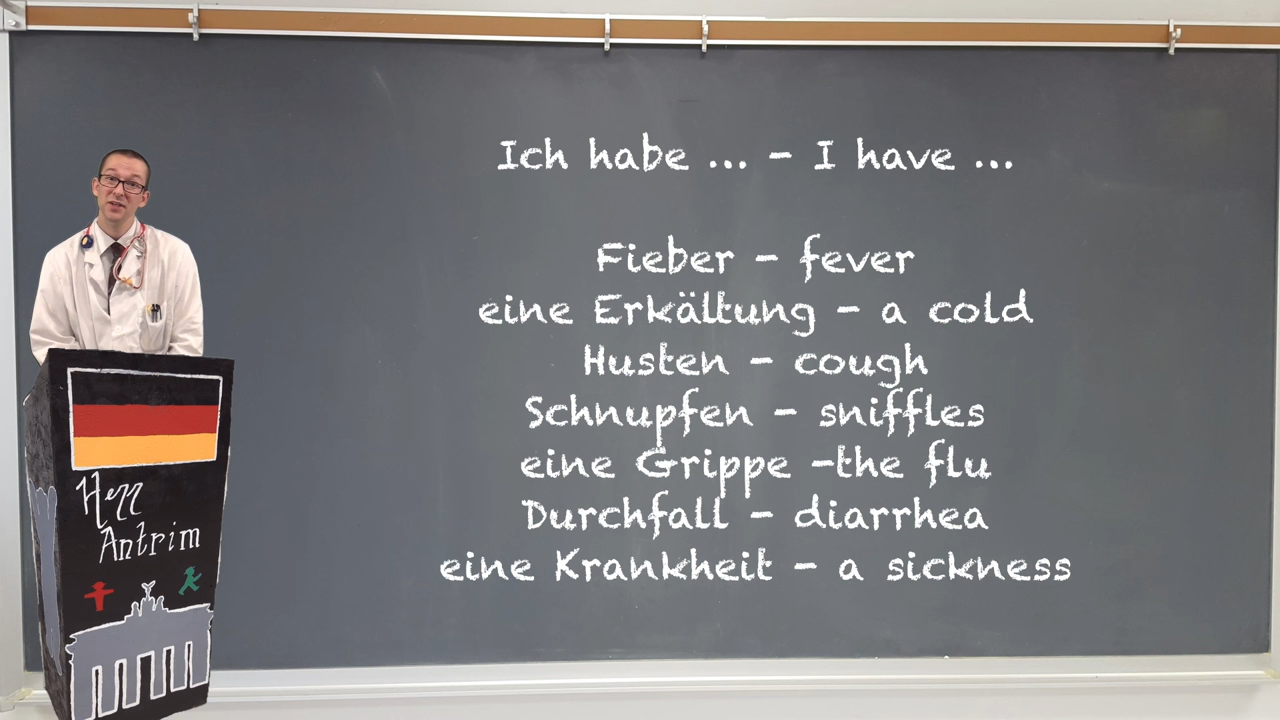 Ich habe ... - I have ...
Fieber - fever
eine Erkältung - a cold
Husten - cough
Schnupfen - sniffles
eine Grippe -the flu
Durchfall - diarrhea
eine Krankheit - a sickness
Herr
Antrim